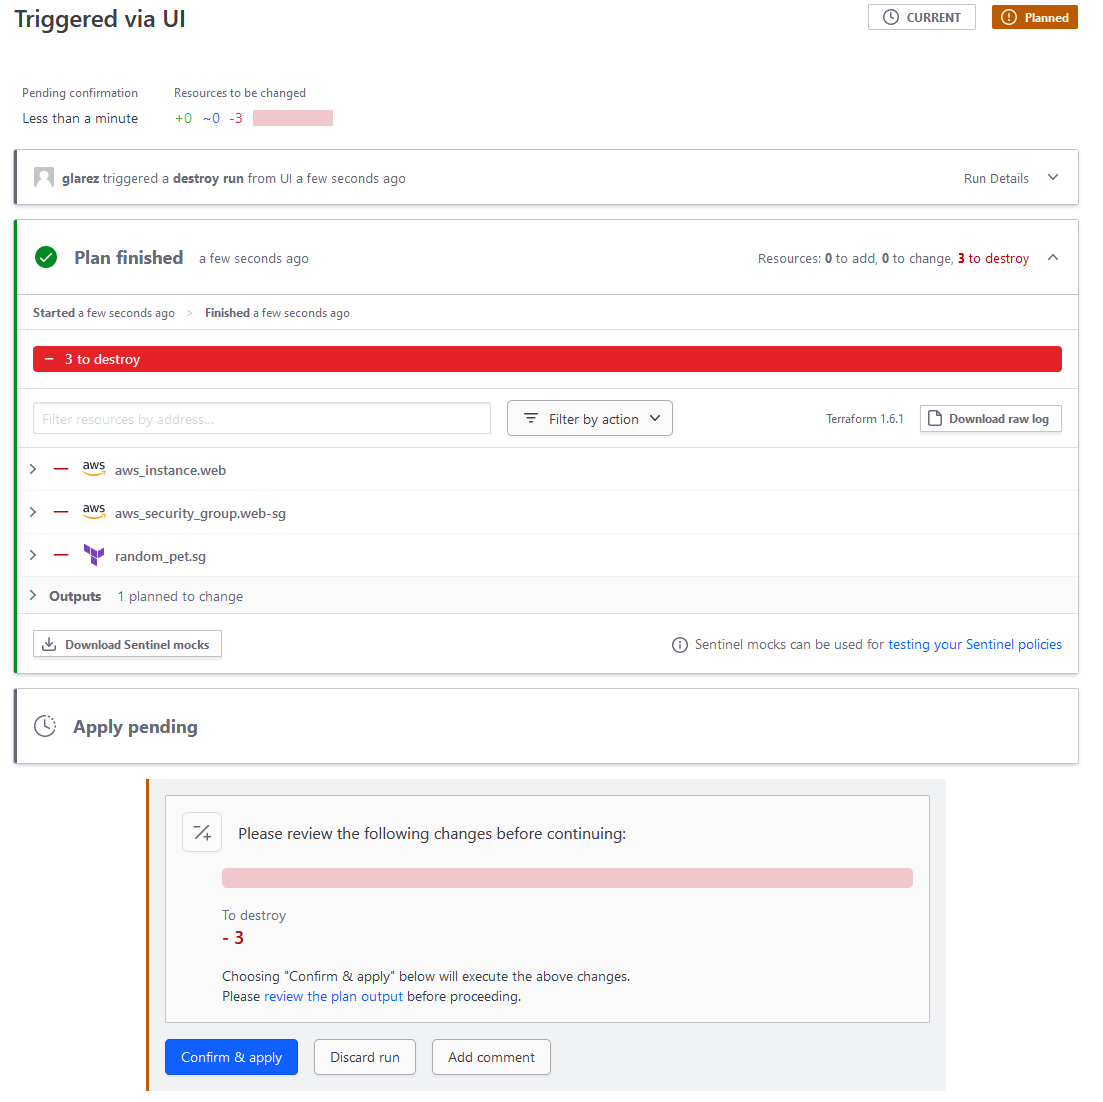 Triggered via UI
CURRENT
Planned
Pending confirmation
Resources to be changed
Less than a minute
+0 ~0 -3
glarez triggered a destroy run from UI a few seconds ago
Run Details
Plan finished a few seconds ago
Resources: 0 to add, 0 to change, 3 to destroy
Started a few seconds ago > Finished a few seconds ago
− 3 to destroy
Filter resources by address...
Filter by action
Terraform 1.6.1
Download raw log
aws aws_instance.web
aws aws_security_group.web-sg
random_pet.sg
Outputs 1 planned to change
Download Sentinel mocks
Sentinel mocks can be used for testing your Sentinel policies
Apply pending
Please review the following changes before continuing:
To destroy
- 3
Choosing "Confirm & apply" below will execute the above changes.
Please review the plan output before proceeding.
Confirm & apply
Discard run
Add comment